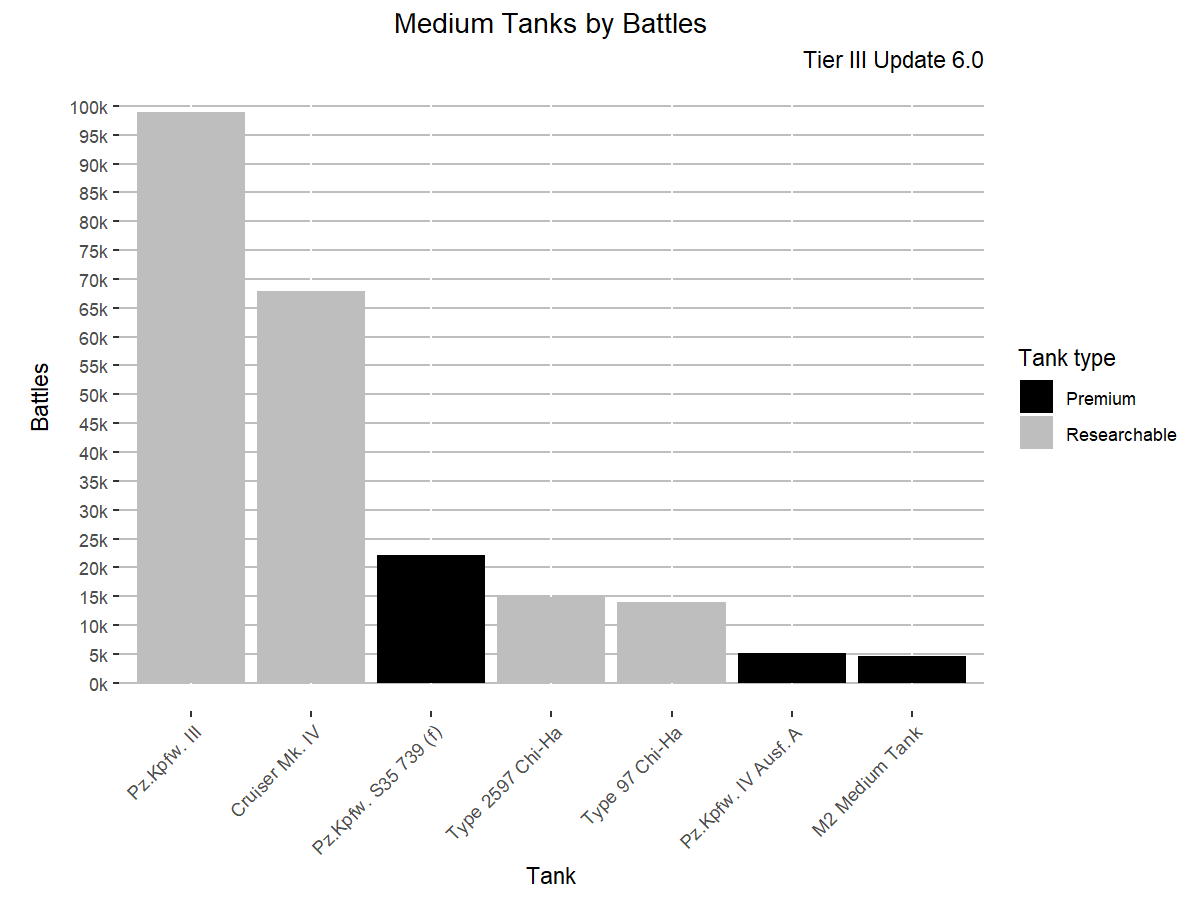 Medium Tanks by Battles
Tier III Update 6.0
100k
95k
90k
85k
80k
75k
70k
65k
60k
55k
50k
45k
40k
35k
30k
25k
20k
15k
10k
5k
0k
Battles
Pz.Kpfw. III
Cruiser Mk. IV
Pz.Kpfw. S35 739 (f)
Type 2597 Chi-Ha
Type 97 Chi-Ha
Pz.Kpfw. IV Ausf. A
M2 Medium Tank
Tank
Tank type
Premium
Researchable